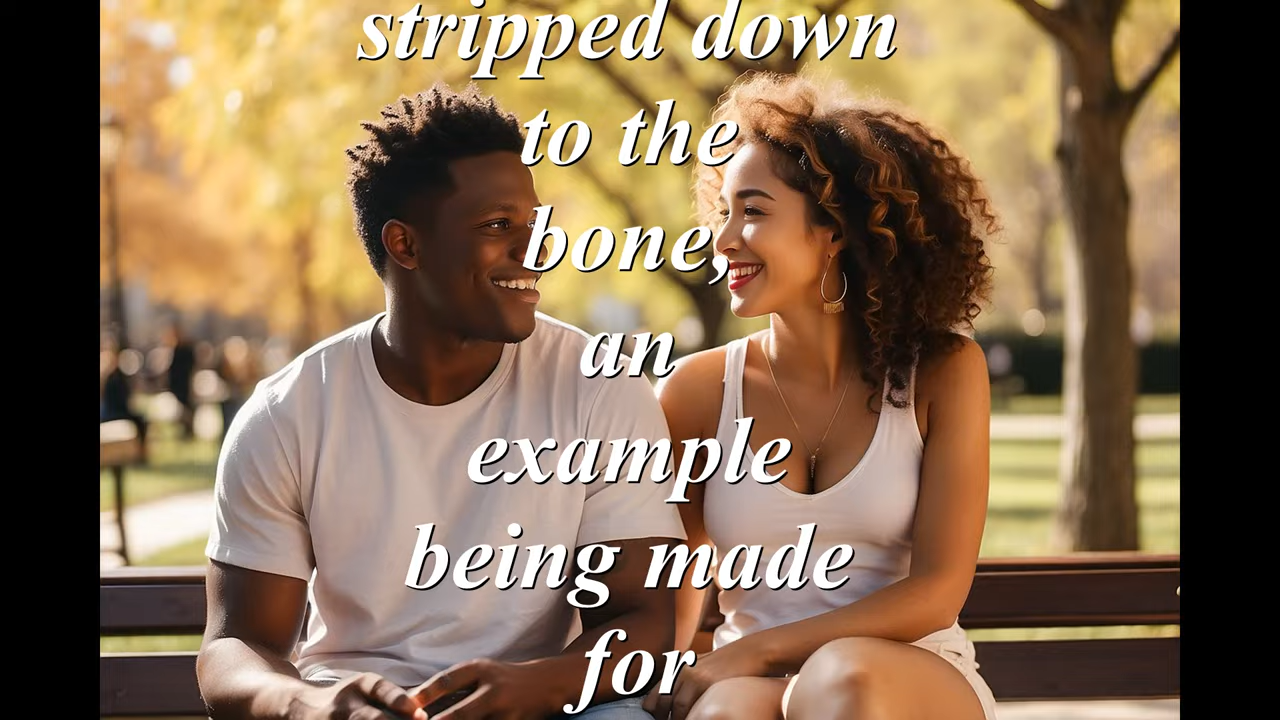 stripped down
to the
bone,
an
example
being made
for